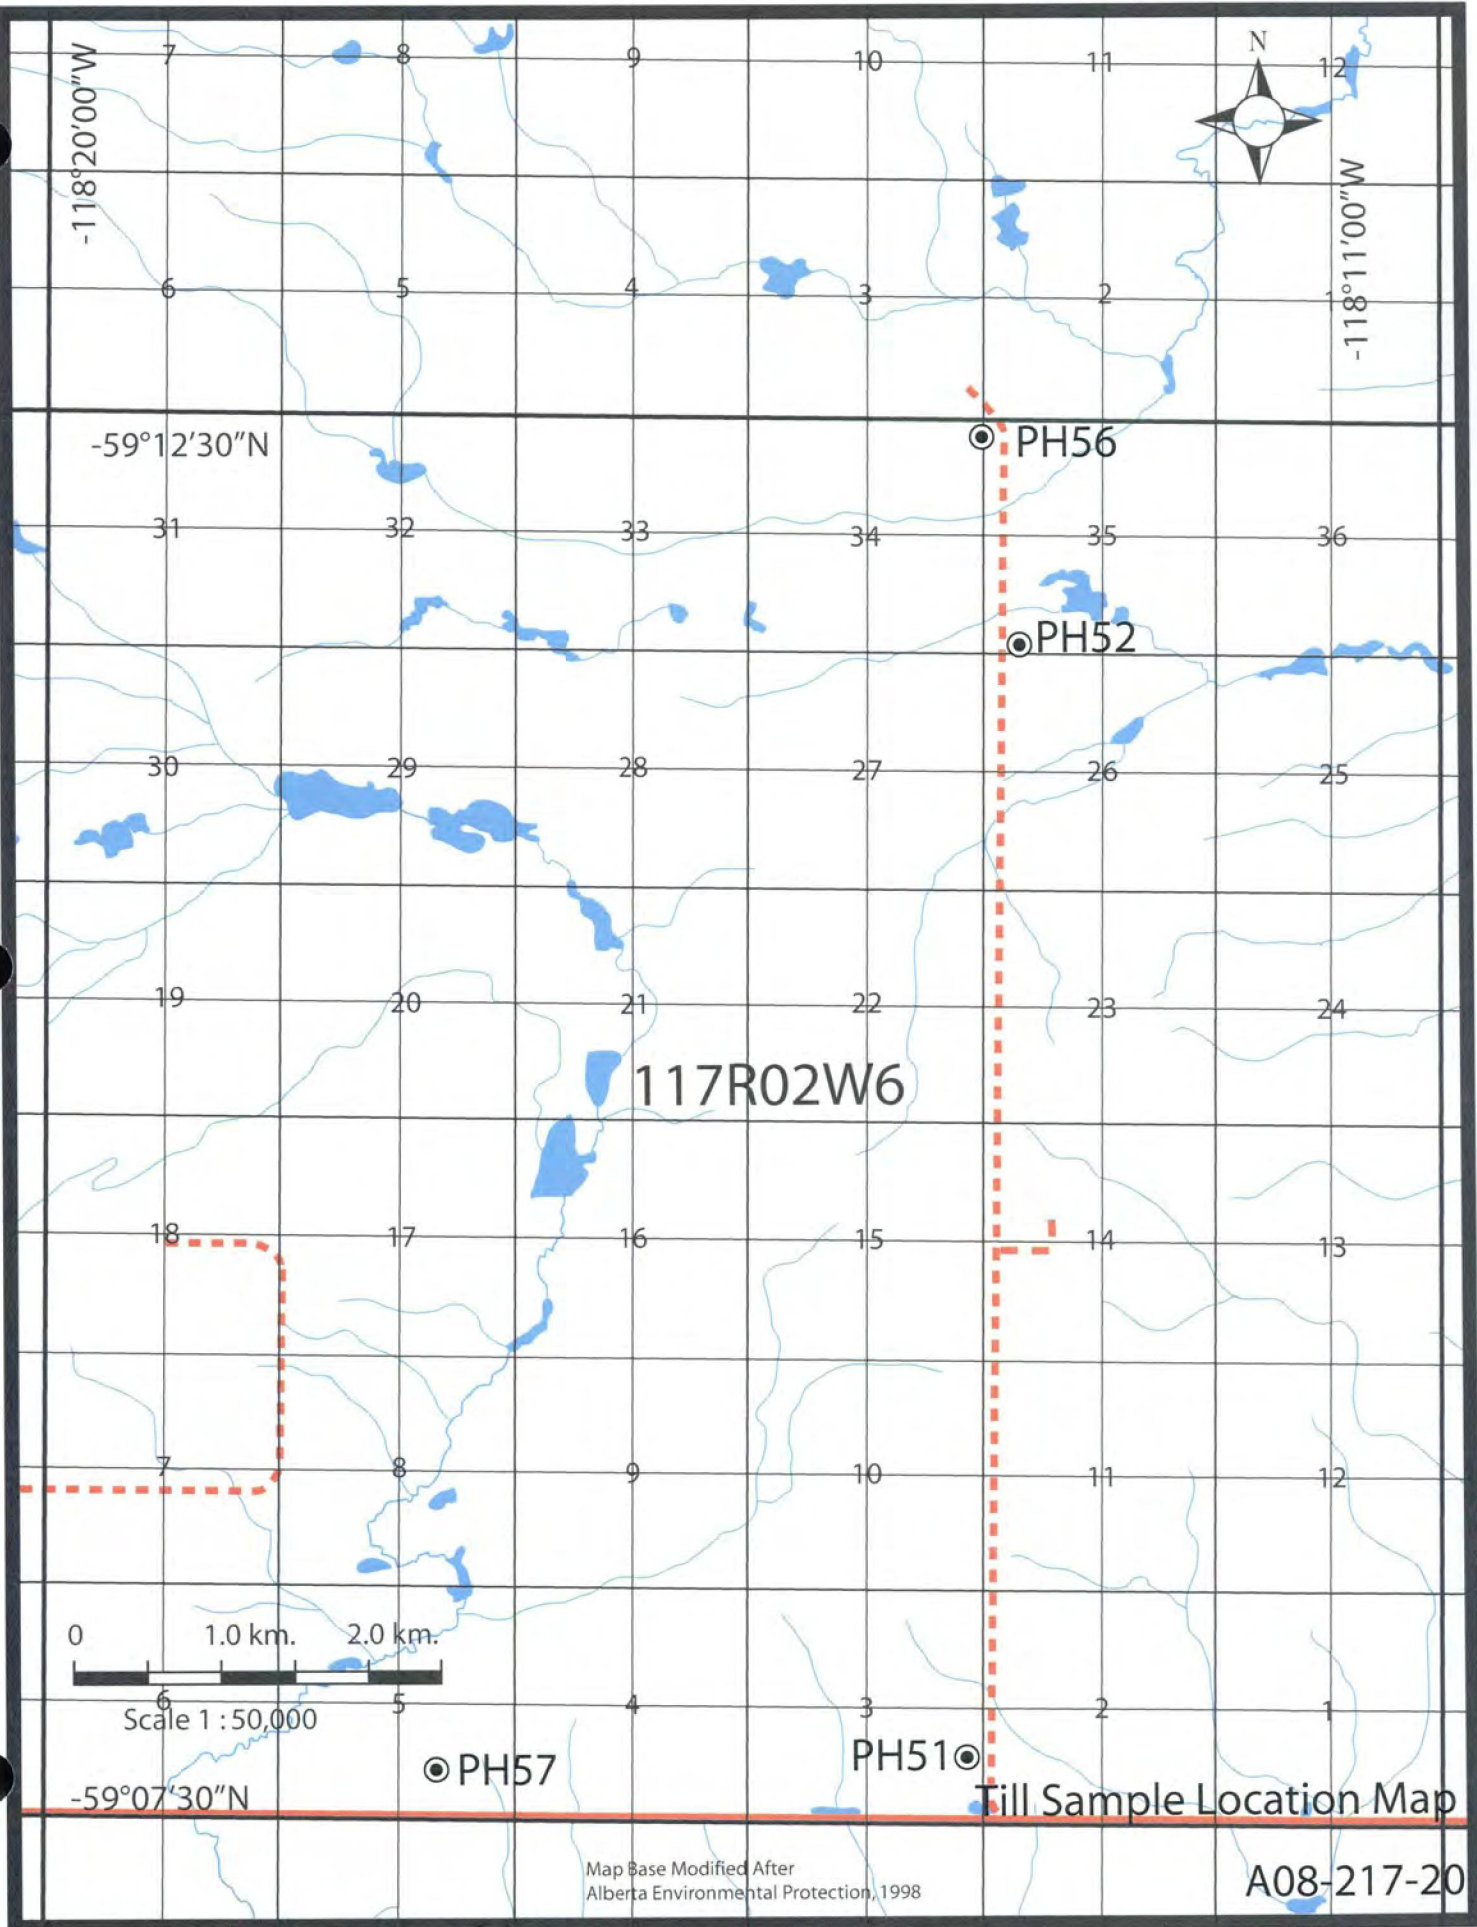 7 8 9 10 11 12
N
-118°20'00"W
-118°11'00"W
6 5 4 3 2 1
-59°12'30"N
PH56
31 32 33 34 35 36
PH52
30 29 28 27 26 25
19 20 21 22 23 24
117R02W6
18 17 16 15 14 13
7 8 9 10 11 12
0 1.0 km. 2.0 km.
6 5 4 3 2 1
Scale 1 : 50,000
PH57
PH51
-59°07'30"N
Till Sample Location Map
Map Base Modified After
Alberta Environmental Protection, 1998
A08-217-20